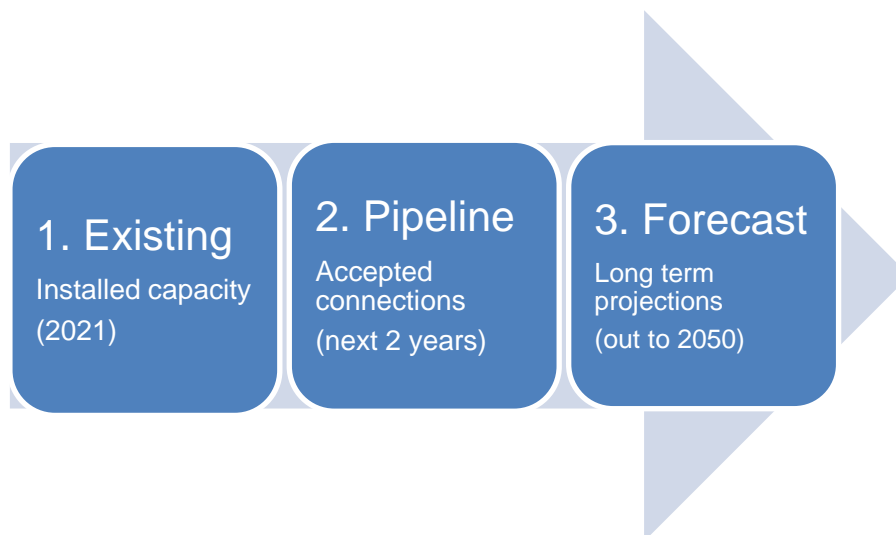 1. Existing
Installed capacity
(2021)
2. Pipeline
Accepted
connections
(next 2 years)
3. Forecast
Long term
projections
(out to 2050)